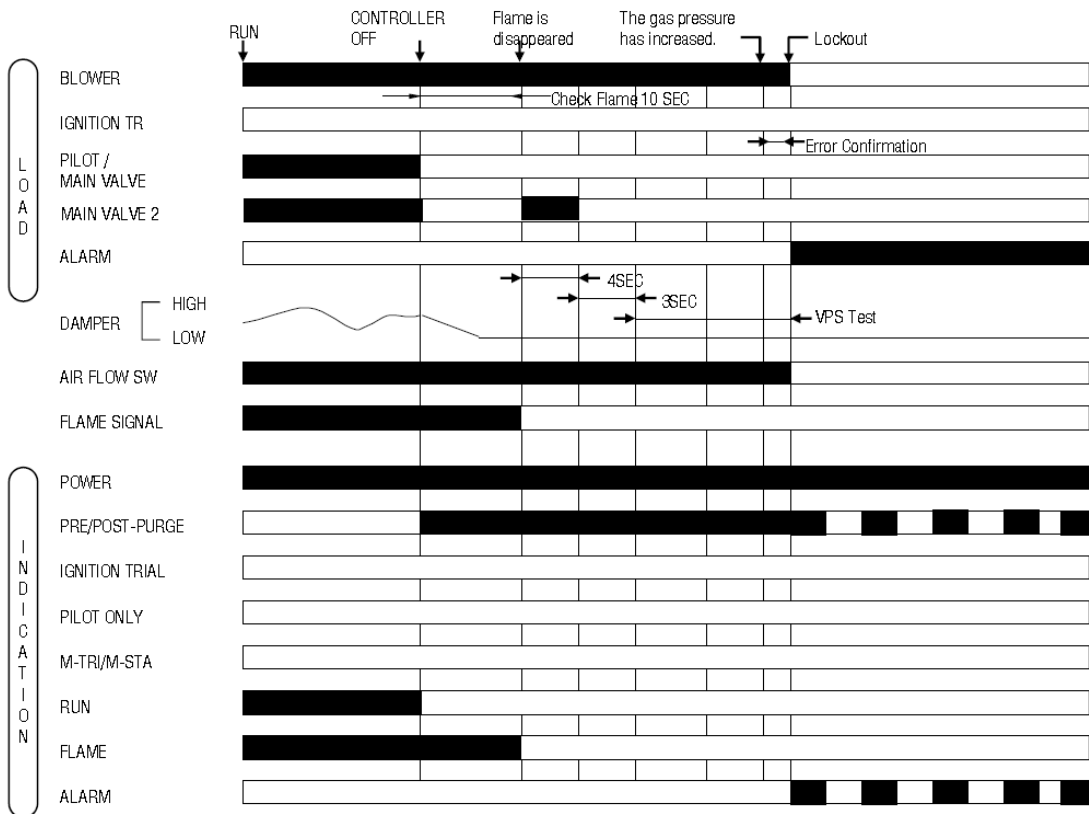 RUN
CONTROLLER
OFF
Flame is
disappeared
The gas pressure
has increased.
Lockout
LOAD
BLOWER
Check Flame 10 SEC
IGNITION TR
Error Confirmation
PILOT /
MAIN VALVE
MAIN VALVE 2
ALARM
4SEC
3SEC
DAMPER
HIGH
LOW
VPS Test
AIR FLOW SW
FLAME SIGNAL
INDICATION
POWER
PRE/POST-PURGE
IGNITION TRIAL
PILOT ONLY
M-TRI/M-STA
RUN
FLAME
ALARM